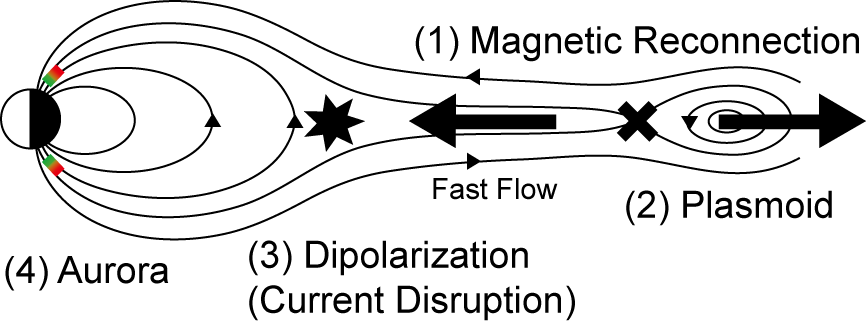 (1) Magnetic Reconnection
Fast Flow
(2) Plasmoid
(3) Dipolarization
(Current Disruption)
(4) Aurora